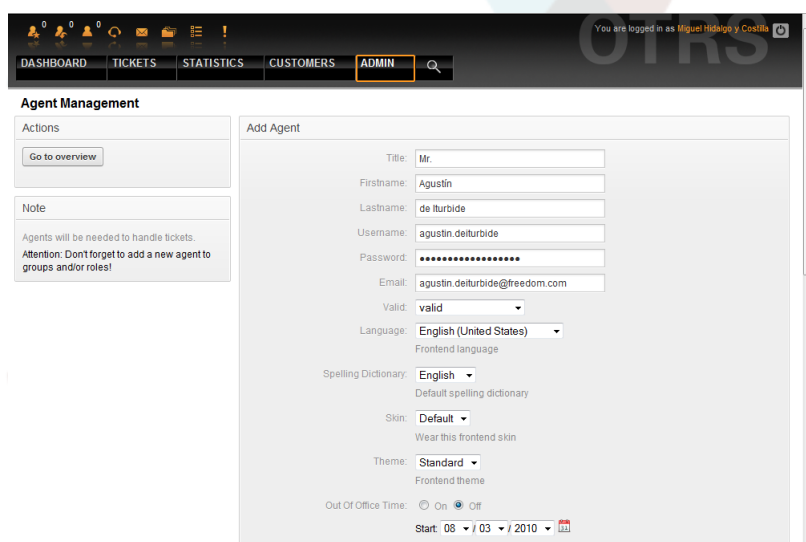 0 0 0
OTRS
You are logged in as Miguel Hidalgo y Costilla
DASHBOARD TICKETS STATISTICS CUSTOMERS ADMIN
Agent Management
Actions
Go to overview
Note
Agents will be needed to handle tickets.
Attention: Don't forget to add a new agent to
groups and/or roles!
Add Agent
Title: Mr.
Firstname: Agustín
Lastname: de Iturbide
Username: agustin.deiturbide
Password: ••••••••••••••••••
Email: agustin.deiturbide@freedom.com
Valid: valid
Language: English (United States)
Frontend language
Spelling Dictionary: English
Default spelling dictionary
Skin: Default
Wear this frontend skin
Theme: Standard
Frontend theme
Out Of Office Time: On Off
Start: 08 / 03 / 2010